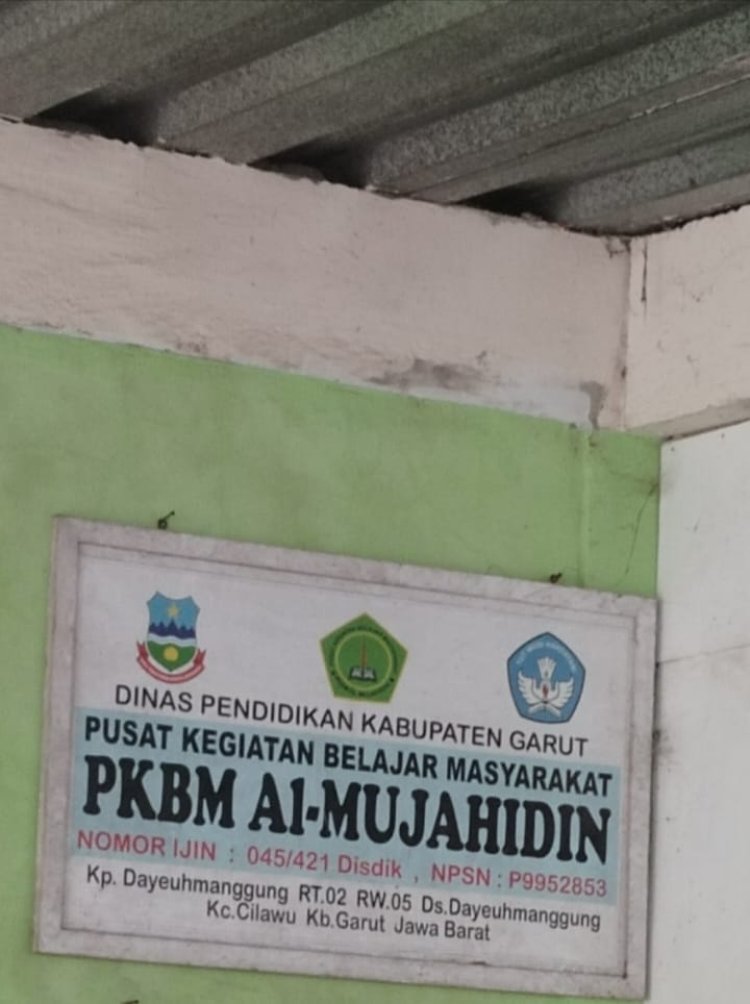 DINAS PENDIDIKAN KABUPATEN GARUT
PUSAT KEGIATAN BELAJAR MASYARAKAT
PKBM Al-MUJAHIDIN
NOMOR IJIN : 045/421 Disdik , NPSN : P9952853
Kp. Dayeuhmanggung RT.02 RW.05 Ds.Dayeuhmanggung
Kc.Cilawu Kb.Garut Jawa Barat